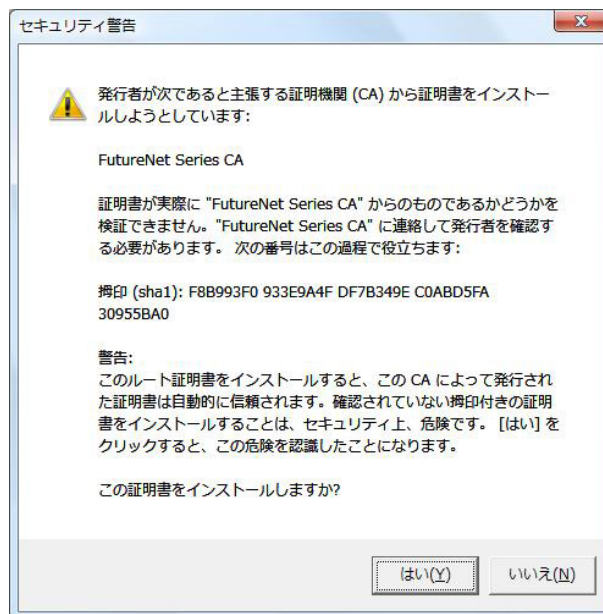 セキュリティ警告
発行者が次であると主張する証明機関 (CA) から証明書をインストー
ルしようとしています:
FutureNet Series CA
証明書が実際に "FutureNet Series CA" からのものであるかどうかを
検証できません。"FutureNet Series CA" に連絡して発行者を確認す
る必要があります。 次の番号はこの過程で役立ちます:
拇印 (sha1): F8B993F0 933E9A4F DF7B349E C0ABD5FA
30955BA0
警告:
このルート証明書をインストールすると、この CA によって発行され
た証明書は自動的に信頼されます。確認されていない拇印付きの証明
書をインストールすることは、セキュリティ上、危険です。 [はい] を
クリックすると、この危険を認識したことになります。
この証明書をインストールしますか?
はい(Y) いいえ(N)